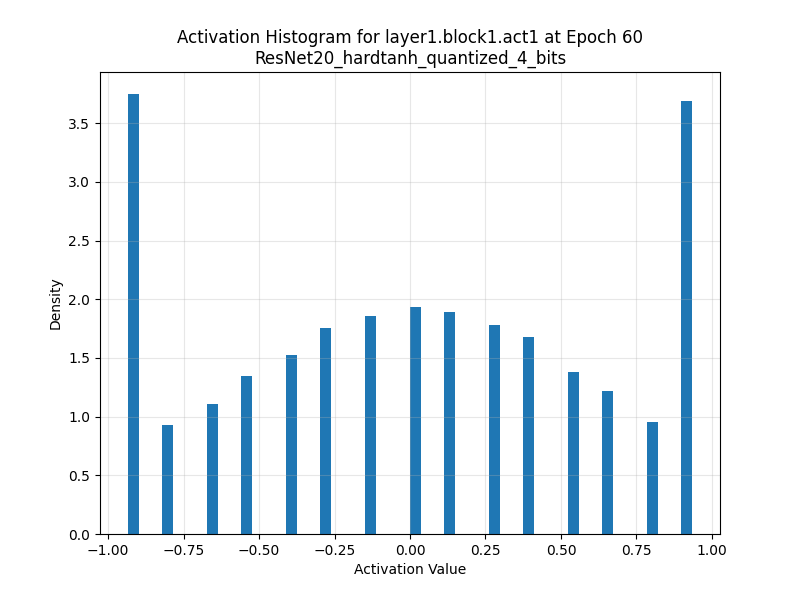 Activation Histogram for layer1.block1.act1 at Epoch 60
ResNet20_hardtanh_quantized_4_bits
3.5
3.0
2.5
2.0
1.5
1.0
0.5
0.0
Density
−1.00 −0.75 −0.50 −0.25 0.00 0.25 0.50 0.75 1.00
Activation Value